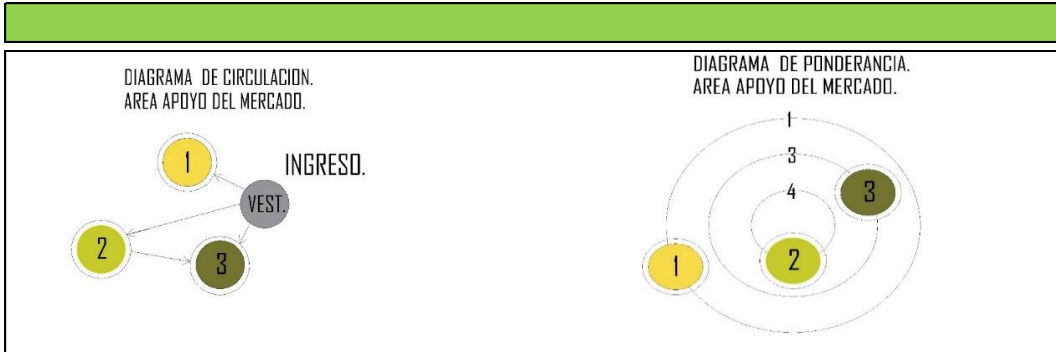 DIAGRAMA DE CIRCULACION.
AREA APOYO DEL MERCADO.
1
INGRESO.
VEST.
2
3
DIAGRAMA DE PONDERANCIA.
AREA APOYO DEL MERCADO.
1
3
4
3
1
2